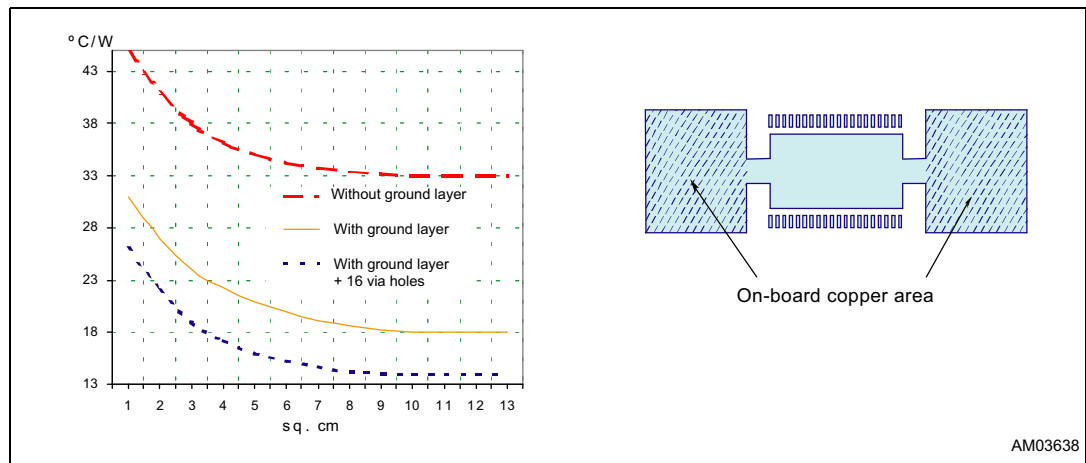 ºC/W
43
38
33
28
23
18
13
1 2 3 4 5 6 7 8 9 10 11 12 13
sq. cm
Without ground layer
With ground layer
With ground layer
+ 16 via holes
On-board copper area
AM03638